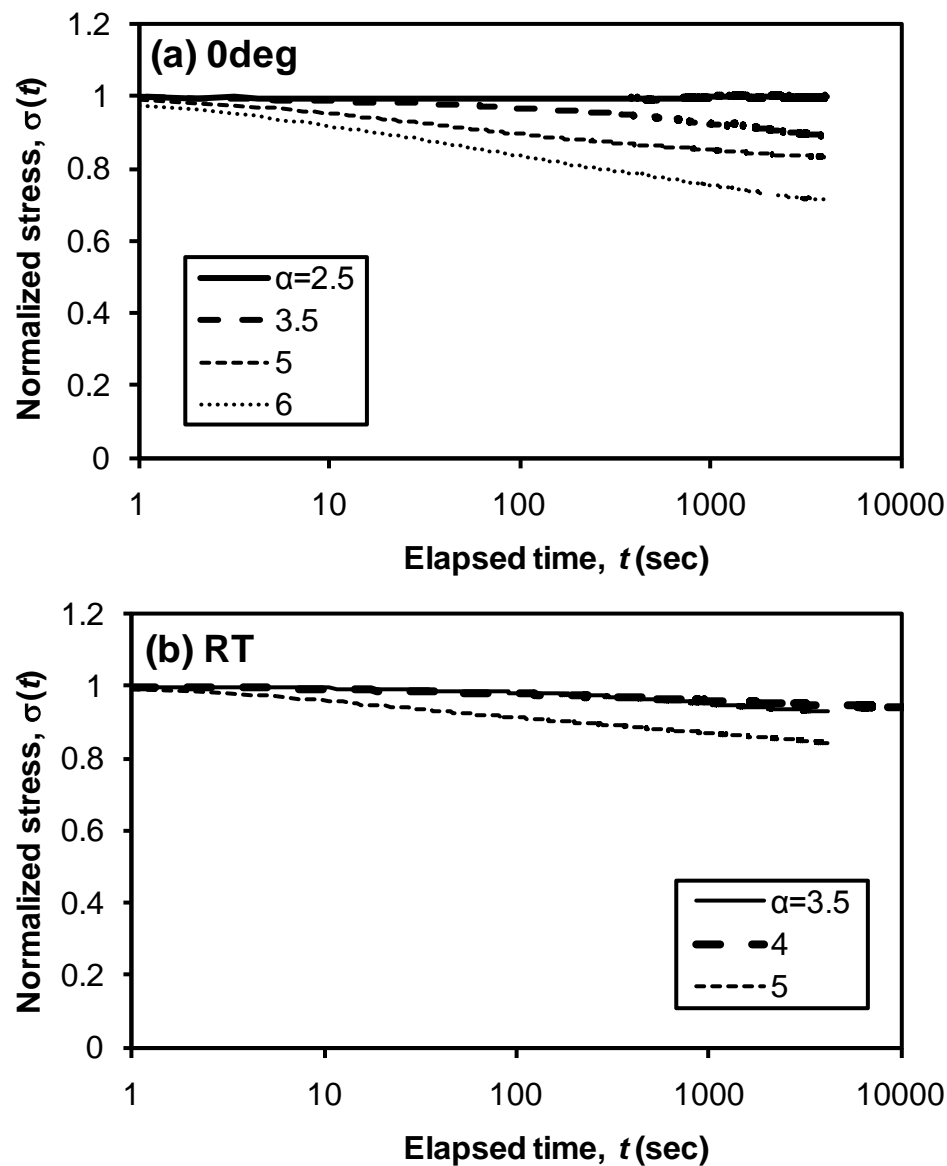 (a) 0deg
Normalized stress, σ(t)
1.2
1
0.8
0.6
0.4
0.2
0
α=2.5
3.5
5
6
1 10 100 1000 10000
Elapsed time, t (sec)
(b) RT
Normalized stress, σ(t)
1.2
1
0.8
0.6
0.4
0.2
0
α=3.5
4
5
1 10 100 1000 10000
Elapsed time, t (sec)